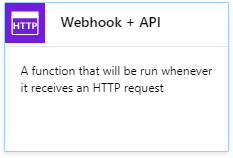 HTTP
Webhook + API
A function that will be run whenever
it receives an HTTP request